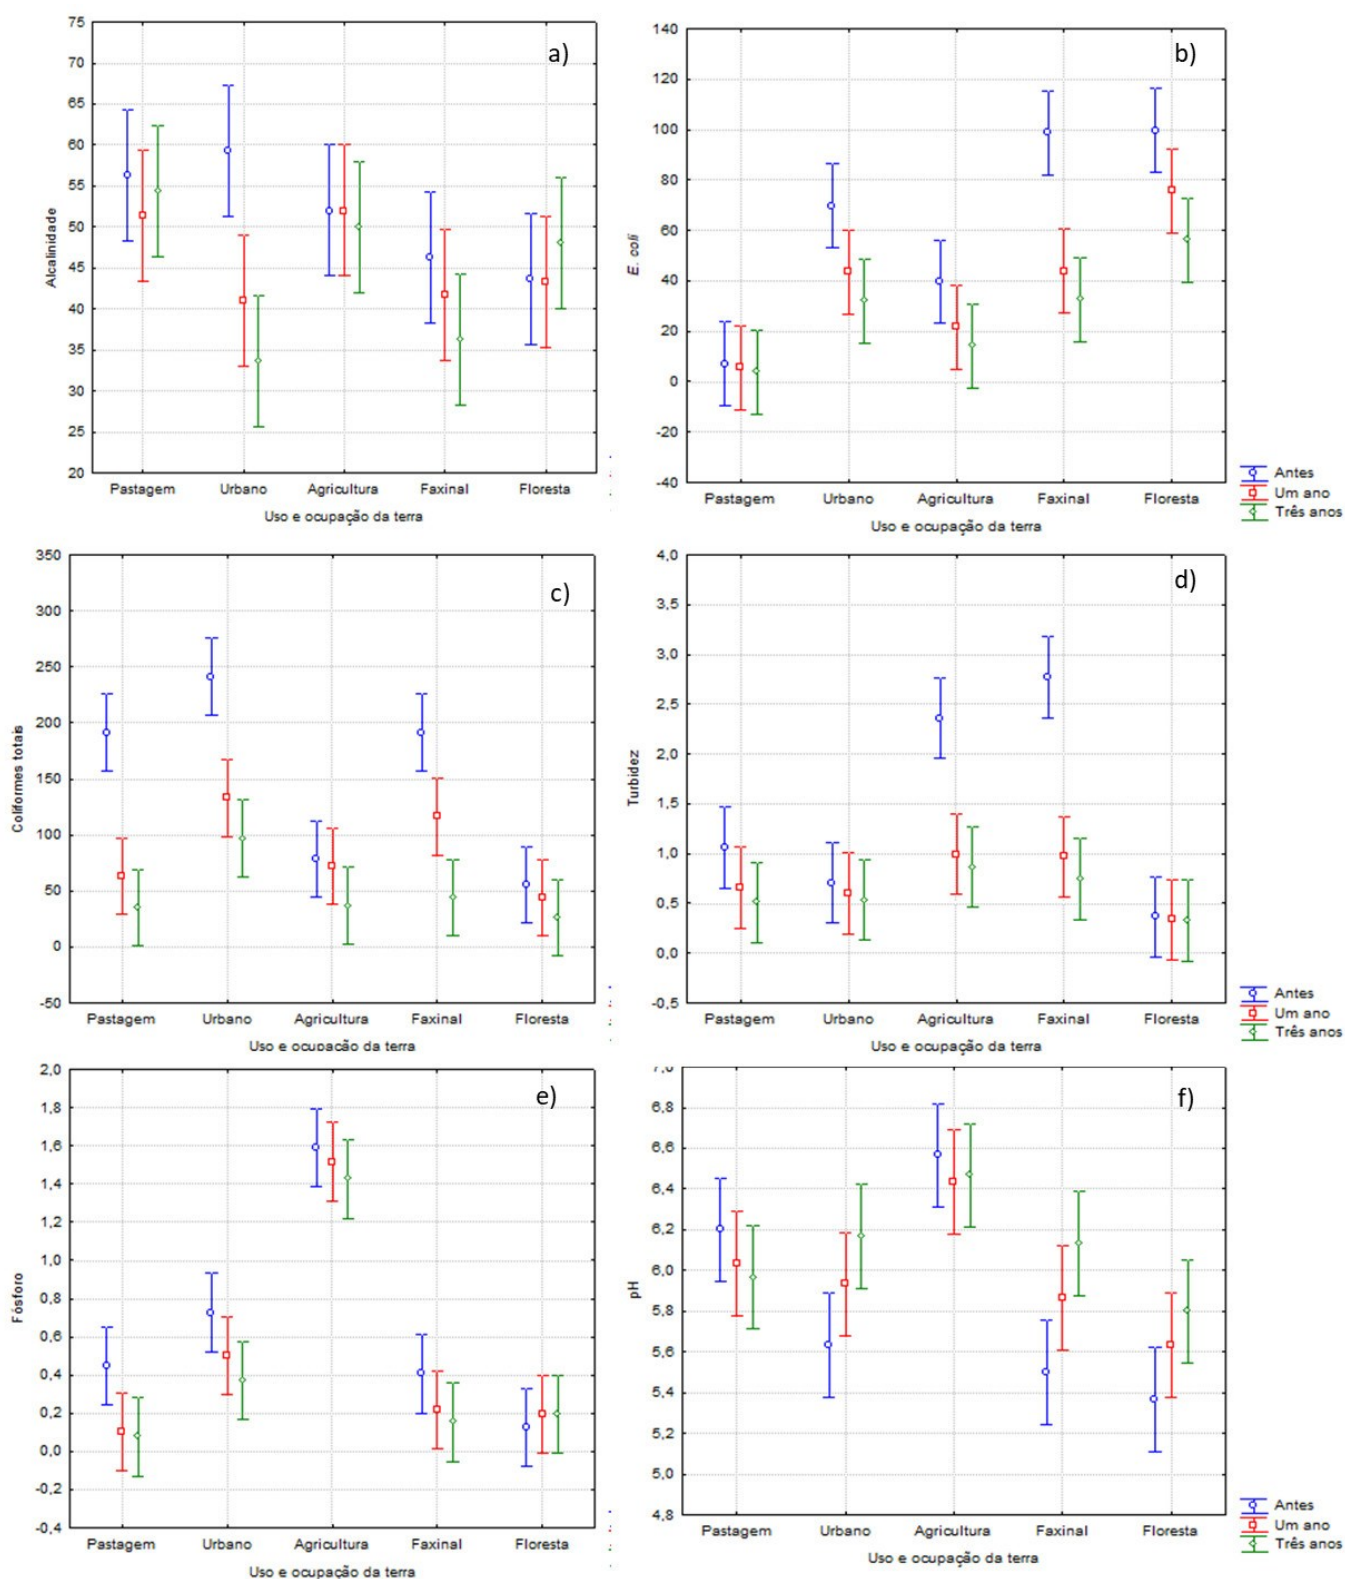 a)
75
70
65
60
55
50
45
40
35
30
25
20
Alcalinidade
Pastagem Urbano Agricultura Faxinal Floresta
Uso e ocupação da terra
b)
140
120
100
80
60
40
20
0
-20
-40
E. coli
Pastagem Urbano Agricultura Faxinal Floresta
Uso e ocupação da terra
Antes
Um ano
Três anos
c)
350
300
250
200
150
100
50
0
-50
Coliformes totais
Pastagem Urbano Agricultura Faxinal Floresta
Uso e ocupação da terra
d)
4,0
3,5
3,0
2,5
2,0
1,5
1,0
0,5
0,0
-0,5
Turbidez
Pastagem Urbano Agricultura Faxinal Floresta
Uso e ocupação da terra
Antes
Um ano
Três anos
e)
2,0
1,8
1,6
1,4
1,2
1,0
0,8
0,6
0,4
0,2
0,0
-0,2
-0,4
Fósforo
Pastagem Urbano Agricultura Faxinal Floresta
Uso e ocupação da terra
f)
7,0
6,8
6,6
6,4
6,2
6,0
5,8
5,6
5,4
5,2
5,0
4,8
pH
Pastagem Urbano Agricultura Faxinal Floresta
Uso e ocupação da terra
Antes
Um ano
Três anos